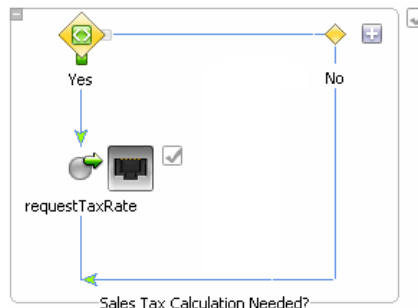 Yes
No
requestTaxRate
Sales Tax Calculation Needed?